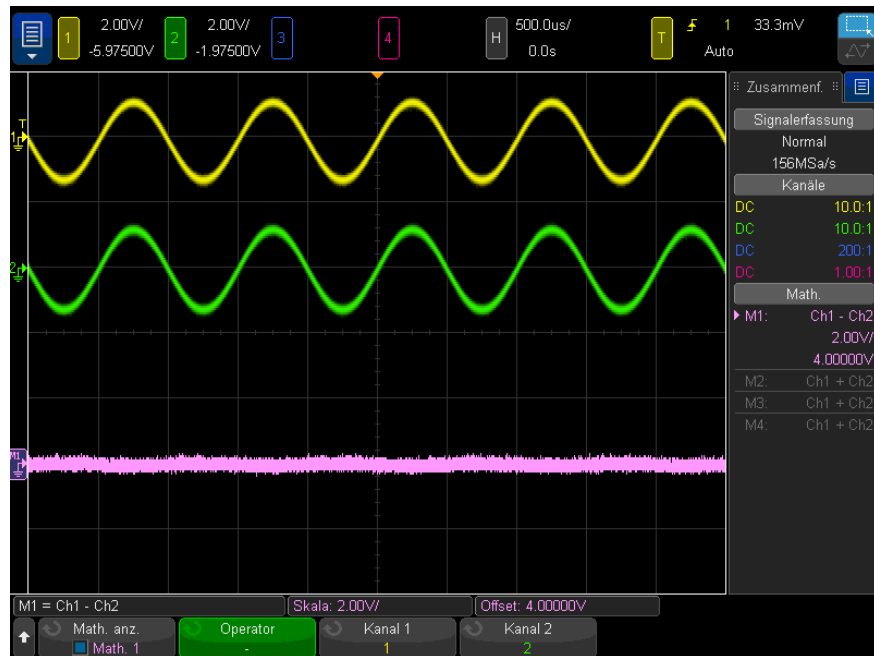 1 2.00V/ 2 2.00V/ 3 4 H 500.0us/ T 1 33.3mV
-5.97500V -1.97500V 0.0s Auto
Zusammenf.
Signalerfassung
Normal
156MSa/s
Kanäle
DC 10.0:1
DC 10.0:1
DC 200:1
DC 1.00:1
Math.
M1: Ch1 - Ch2
2.00V/
4.00000V
M2: Ch1 + Ch2
M3: Ch1 + Ch2
M4: Ch1 + Ch2
T
1
2
M1
M1 = Ch1 - Ch2 Skala: 2.00V/ Offset: 4.00000V
Math. anz. Operator Kanal 1 Kanal 2
Math. 1 - 1 2